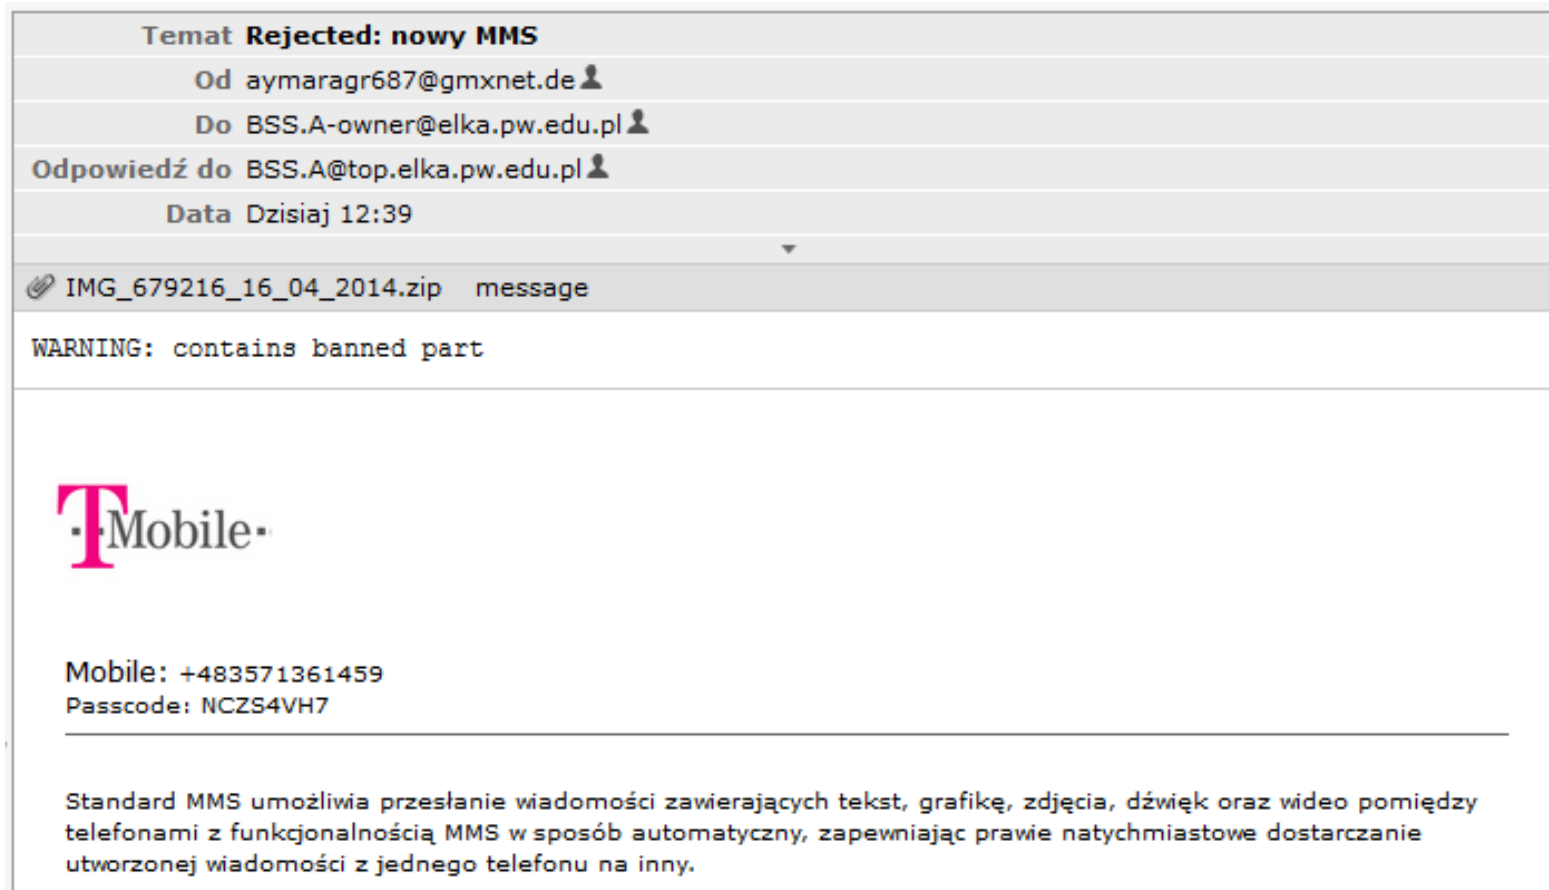 Temat Rejected: nowy MMS
Od aymaragr687@gmxnet.de
Do BSS.A-owner@elka.pw.edu.pl
Odpowiedź do BSS.A@top.elka.pw.edu.pl
Data Dzisiaj 12:39
IMG_679216_16_04_2014.zip message
WARNING: contains banned part
T-Mobile-
Mobile: +483571361459
Passcode: NCZS4VH7
Standard MMS umożliwia przesłanie wiadomości zawierających tekst, grafikę, zdjęcia, dźwięk oraz wideo pomiędzy
telefonami z funkcjonalnością MMS w sposób automatyczny, zapewniając prawie natychmiastowe dostarczanie
utworzonej wiadomości z jednego telefonu na inny.